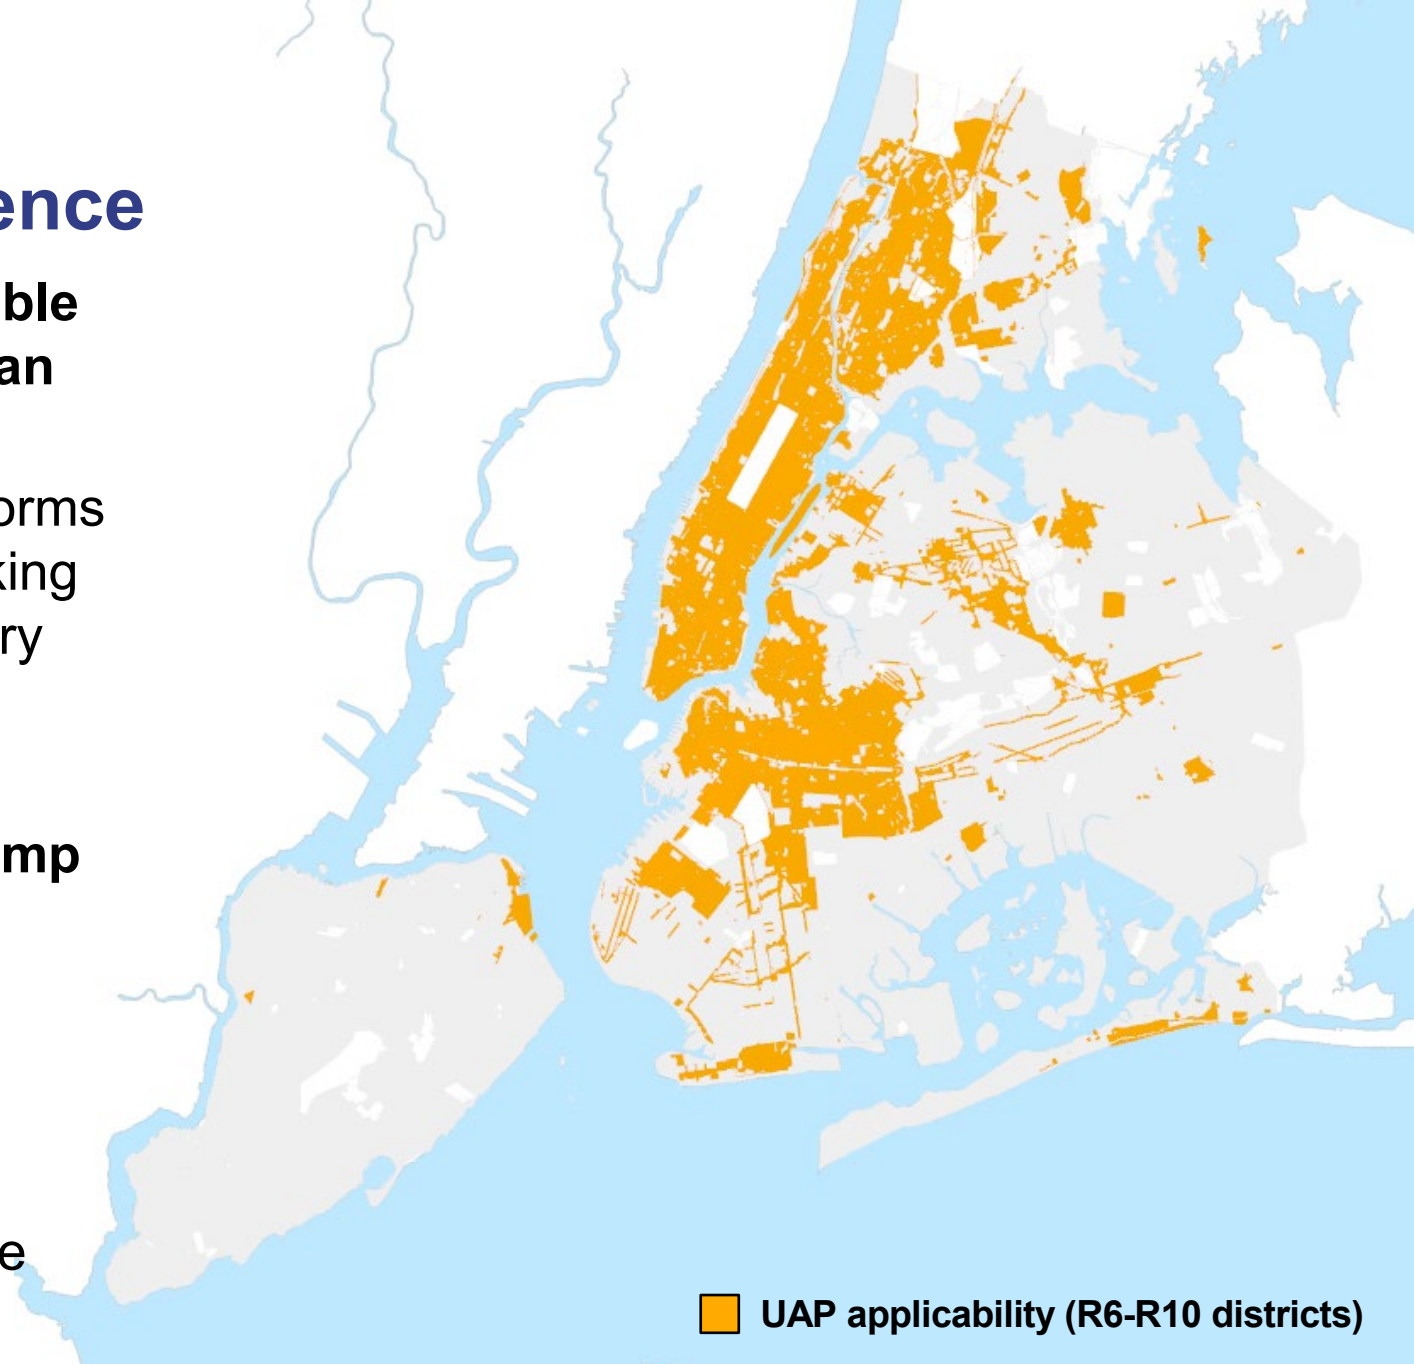 ence
ble
an
orms
king
ry
mp
e
UAP applicability (R6-R10 districts)